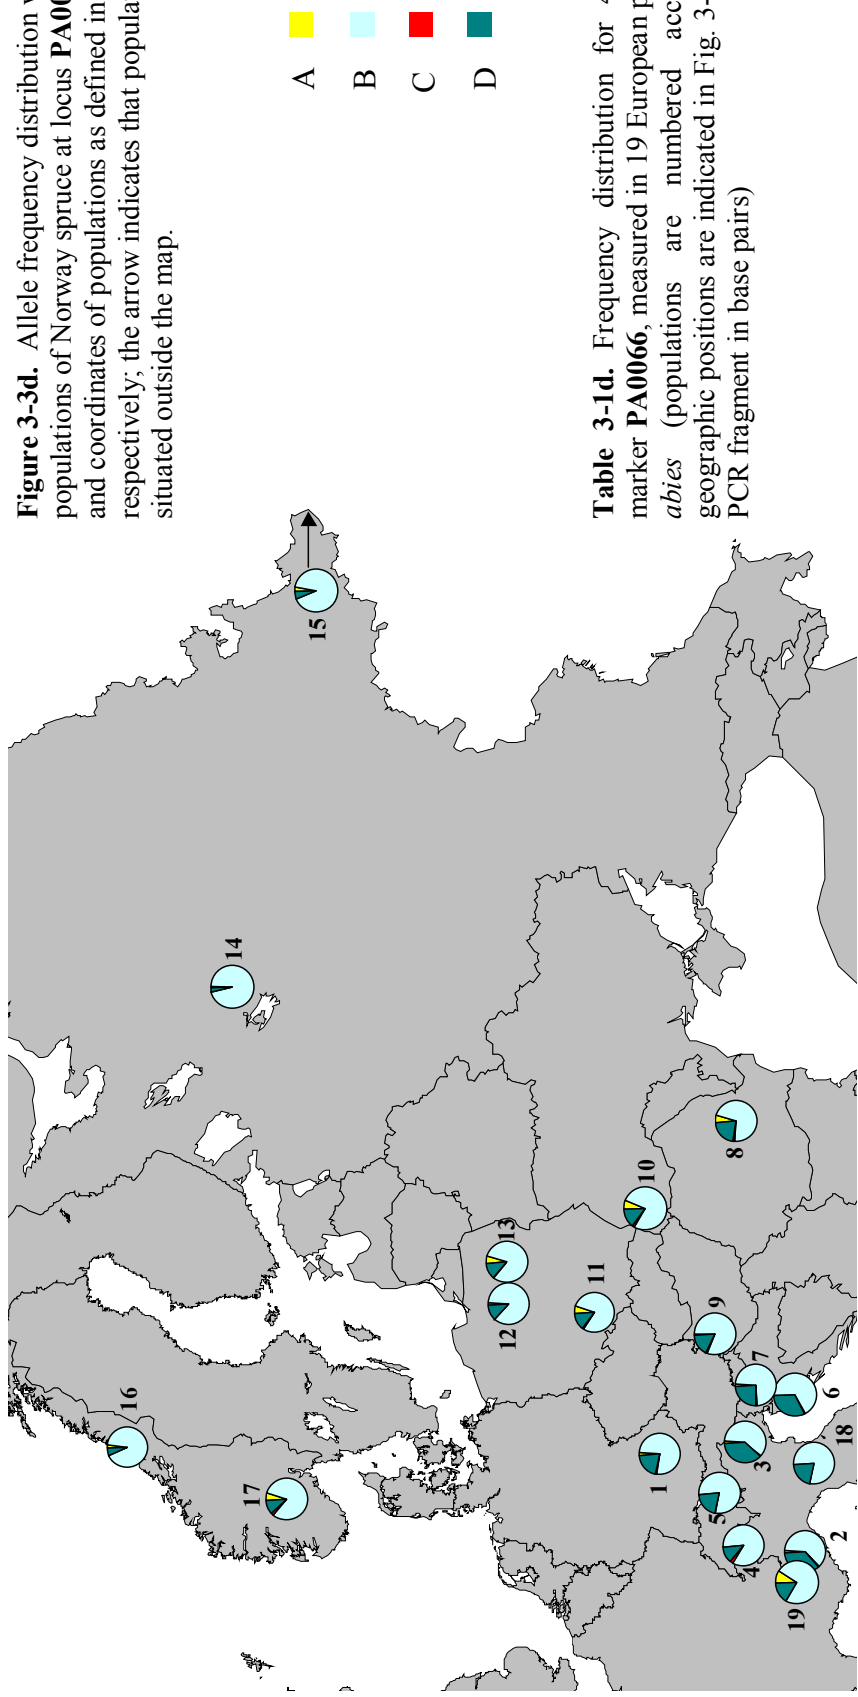 Figure 3-3d. Allele frequency distribution
populations of Norway spruce at locus
and coordinates of populations as defined in
respectively; the arrow indicates that
situated outside the map.
A
B
C
D
Table 3-1d. Frequency distribution for
marker PA0066, measured in 19 European
abies (populations are numbered
geographic positions are indicated in Fig.
PCR fragment in base pairs)
16
17
14
15
12
13
11
10
8
1
9
7
6
3
18
5
4
2
19